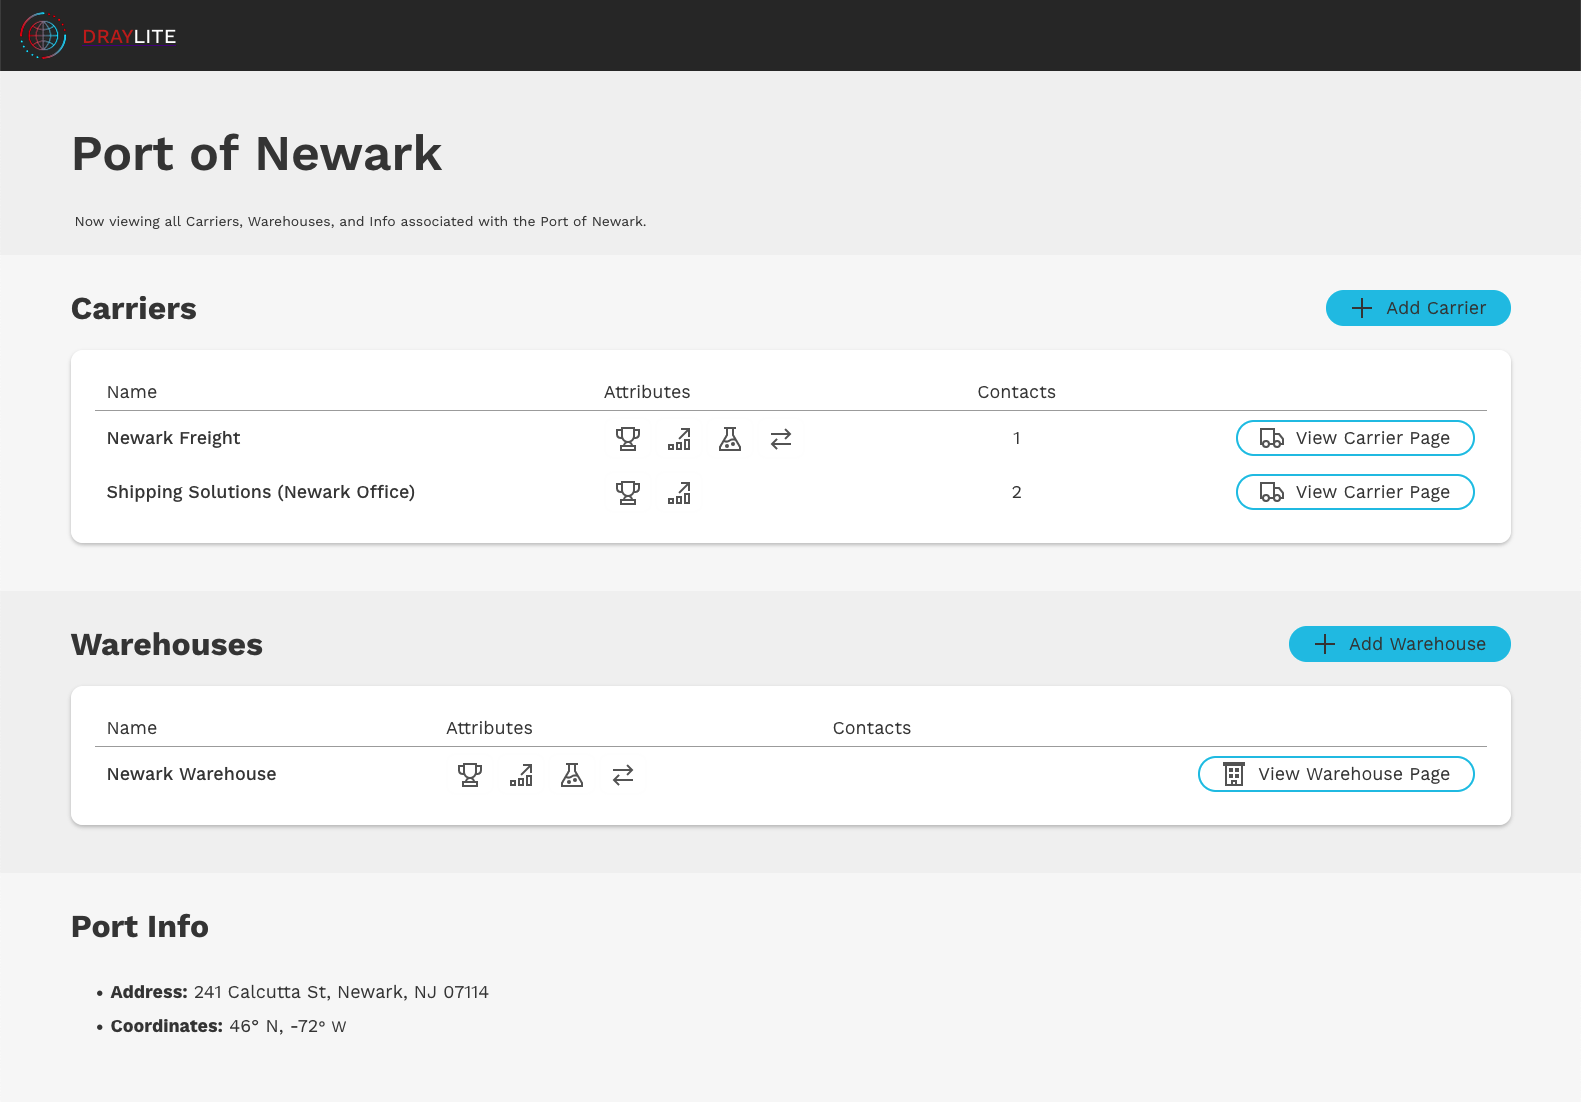 DRAYLITE
Port of Newark
Now viewing all Carriers, Warehouses, and Info associated with the Port of Newark.
Carriers
Add Carrier
Name Attributes Contacts
Newark Freight 1 View Carrier Page
Shipping Solutions (Newark Office) 2 View Carrier Page
Warehouses
Add Warehouse
Name Attributes Contacts
Newark Warehouse View Warehouse Page
Port Info
• Address: 241 Calcutta St, Newark, NJ 07114
• Coordinates: 46° N, -72° W